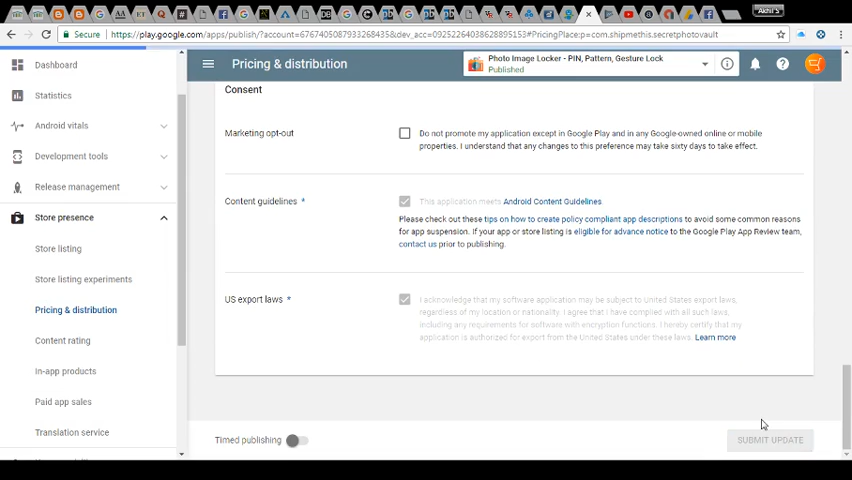 Akhil S
Secure
https://play.google.com/apps/publish/?account=6767405087933268435&dev_acc=09252264038628895153#PricingPlace:p=com.shipmethis.secretphotovault
Dashboard
Statistics
Android vitals
Development tools
Release management
Store presence
Store listing
Store listing experiments
Pricing & distribution
Content rating
In-app products
Paid app sales
Translation service
Pricing & distribution
Photo Image Locker - PIN, Pattern, Gesture Lock
Published
Consent
Marketing opt-out
Do not promote my application except in Google Play and in any Google-owned online or mobile
properties. I understand that any changes to this preference may take sixty days to take effect.
Content guidelines *
This application meets Android Content Guidelines.
Please check out these tips on how to create policy compliant app descriptions to avoid some common reasons
for app suspension. If your app or store listing is eligible for advance notice to the Google Play App Review team,
contact us prior to publishing.
US export laws *
I acknowledge that my software application may be subject to United States export laws,
regardless of my location or nationality. I agree that I have complied with all such laws,
including any requirements for software with encryption functions. I hereby certify that my
application is authorized for export from the United States under these laws. Learn more
Timed publishing
SUBMIT UPDATE